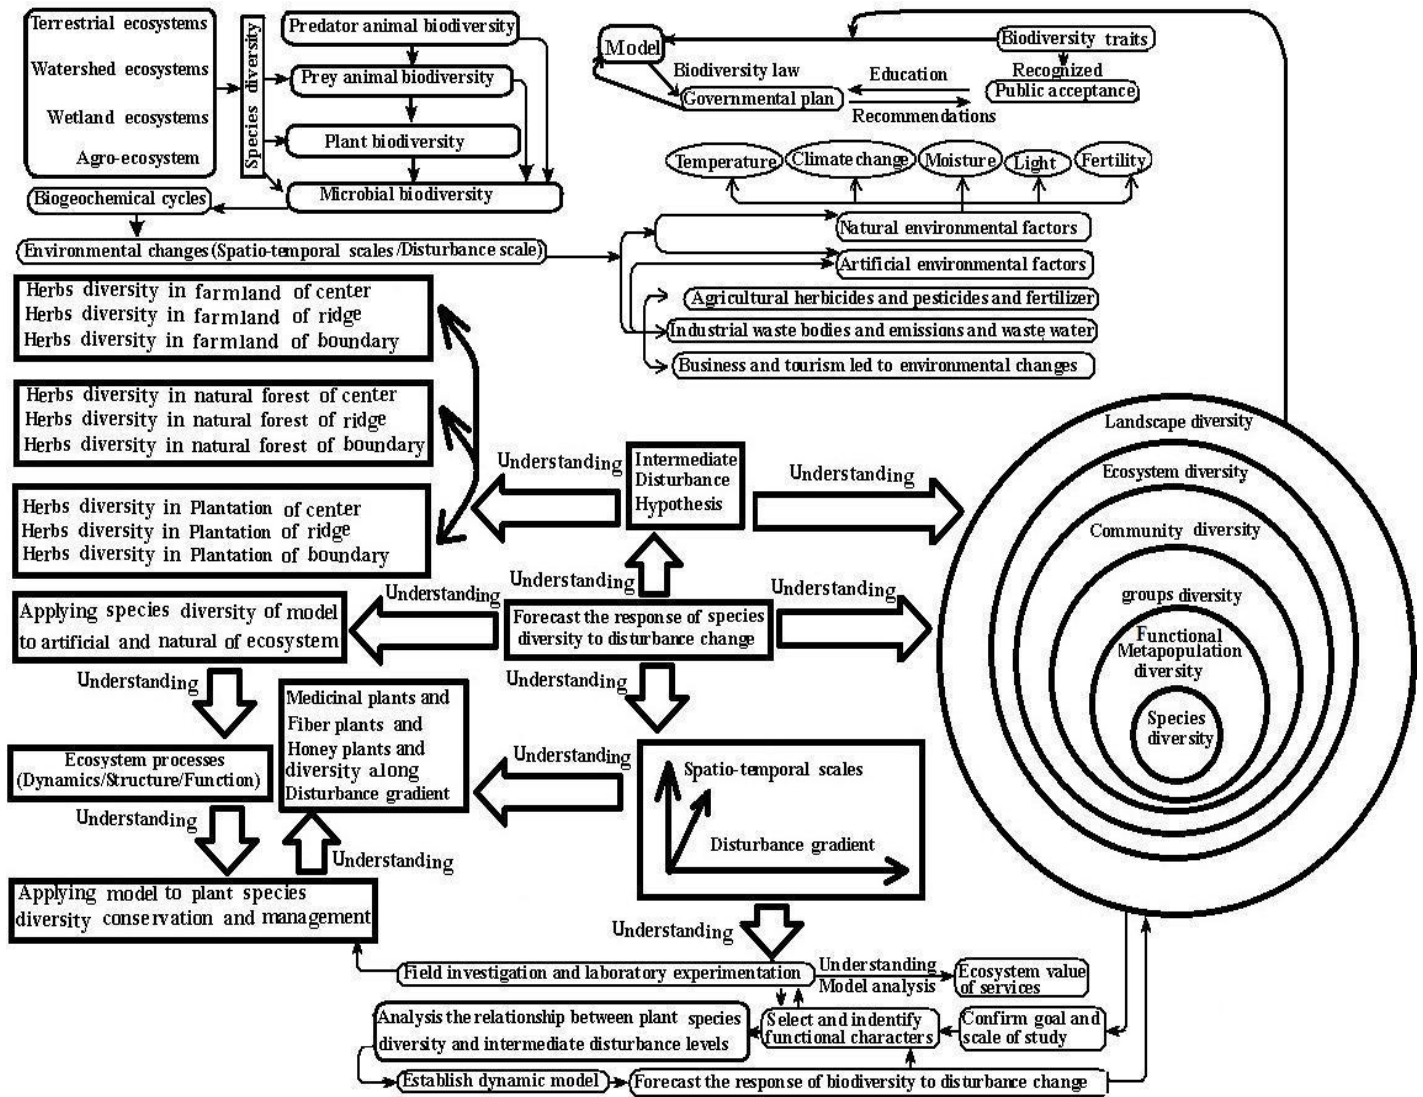 Terrestrial ecosystems
Watershed ecosystems
Wetland ecosystems
Agro-ecosystem
Species diversity
Predator animal biodiversity
Prey animal biodiversity
Plant biodiversity
Microbial biodiversity
Biogeochemical cycles
Environmental changes(Spatio-temporal scales/Disturbance scale)
Model
Biodiversity traits
Biodiversity law
Education
Recognized
Governmental plan
Public acceptance
Recommendations
Temperature
Climate change
Moisture
Light
Fertility
Natural environmental factors
Artificial environmental factors
Agricultural herbicides and pesticides and fertilizer
Industrial waste bodies and emissions and waste water
Business and tourism led to environmental changes
Herbs diversity in farmland of center
Herbs diversity in farmland of ridge
Herbs diversity in farmland of boundary
Herbs diversity in natural forest of center
Herbs diversity in natural forest of ridge
Herbs diversity in natural forest of boundary
Herbs diversity in Plantation of center
Herbs diversity in Plantation of ridge
Herbs diversity in Plantation of boundary
Understanding
Intermediate
Disturbance
Hypothesis
Understanding
Landscape diversity
Ecosystem diversity
Community diversity
groups diversity
Functional
Metapopulation
diversity
Species
diversity
Understanding
Understanding
Understanding
Applying species diversity of model
to artificial and natural of ecosystem
Forecast the response of species
diversity to disturbance change
Understanding
Understanding
Medicinal plants and
Fiber plants and
Honey plants and
diversity along
Disturbance gradient
Understanding
Spatio-temporal scales
Disturbance gradient
Ecosystem processes
(Dynamics/Structure/Function)
Understanding
Understanding
Applying model to plant species
diversity conservation and management
Understanding
Field investigation and laboratory experimentation
Understanding
Model analysis
Ecosystem value
of services
Analysis the relationship between plant species
diversity and intermediate disturbance levels
Select and indentify
functional characters
Confirm goal and
scale of study
Establish dynamic model
Forecast the response of biodiversity to disturbance change